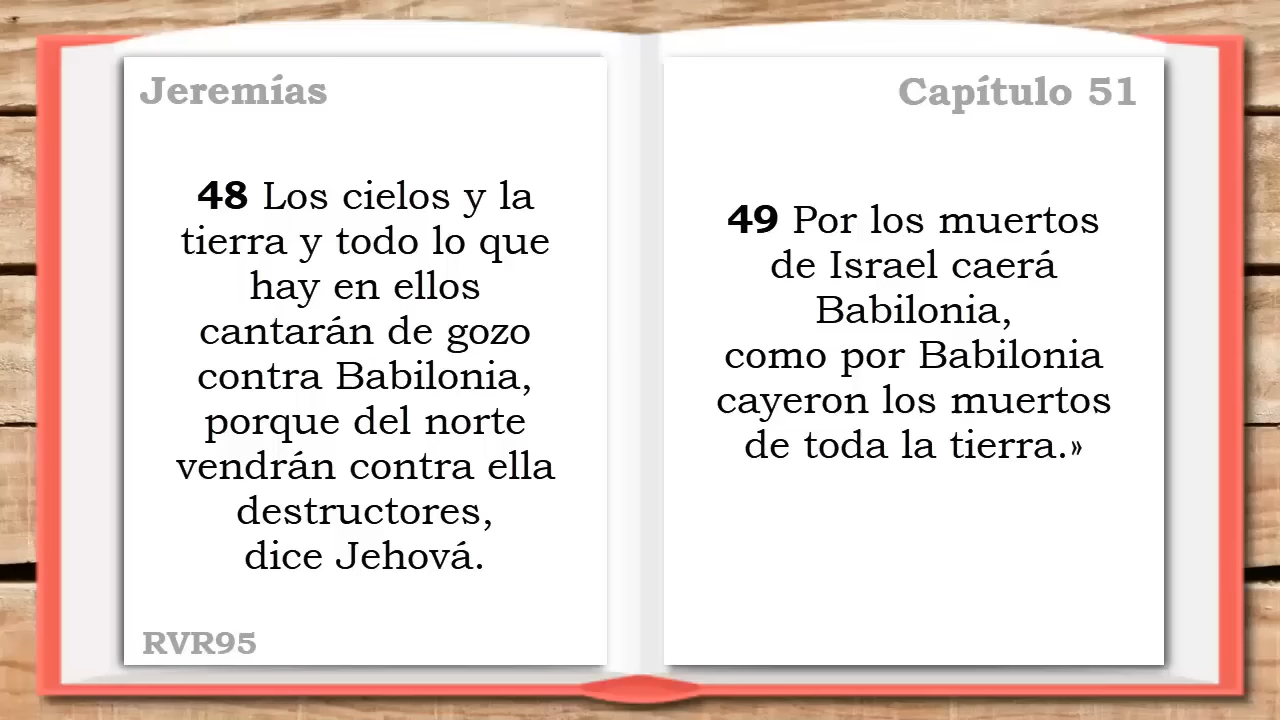 Jeremías
48 Los cielos y la
tierra y todo lo que
hay en ellos
cantarán de gozo
contra Babilonia,
porque del norte
vendrán contra ella
destructores,
dice Jehová.
RVR95
Capítulo 51
49 Por los muertos
de Israel caerá
Babilonia,
como por Babilonia
cayeron los muertos
de toda la tierra.»